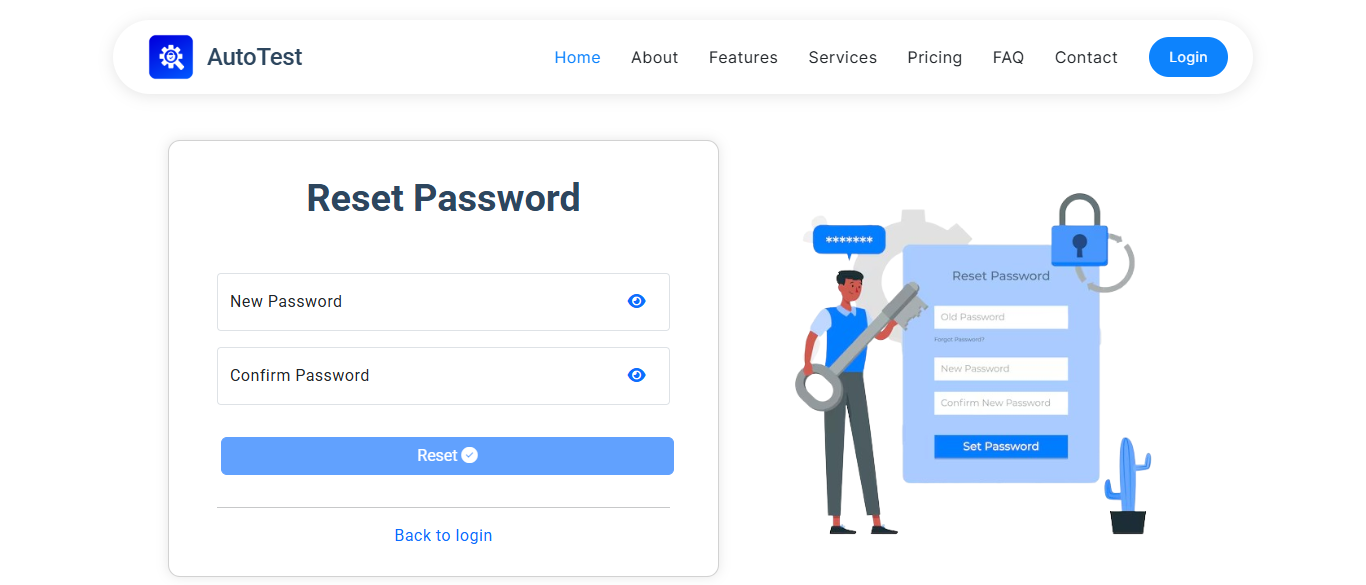 AutoTest Home About Features Services Pricing FAQ Contact Login
Reset Password
New Password
Confirm Password
Reset
Back to login
*******
Reset Password
Old Password
Forgot Password?
New Password
Confirm New Password
Set Password